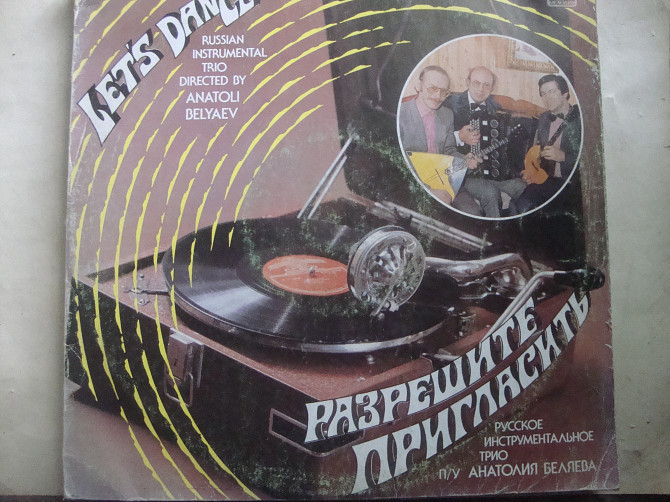 LET'S DANCE
RUSSIAN
INSTRUMENTAL
TRIO
DIRECTED BY
ANATOLI
BELYAEV
РАЗРЕШИТЕ
ПРИГЛАСИТЬ
РУССКОЕ
ИНСТРУМЕНТАЛЬНОЕ
ТРИО
П/У АНАТОЛИЯ БЕЛЯЕВА